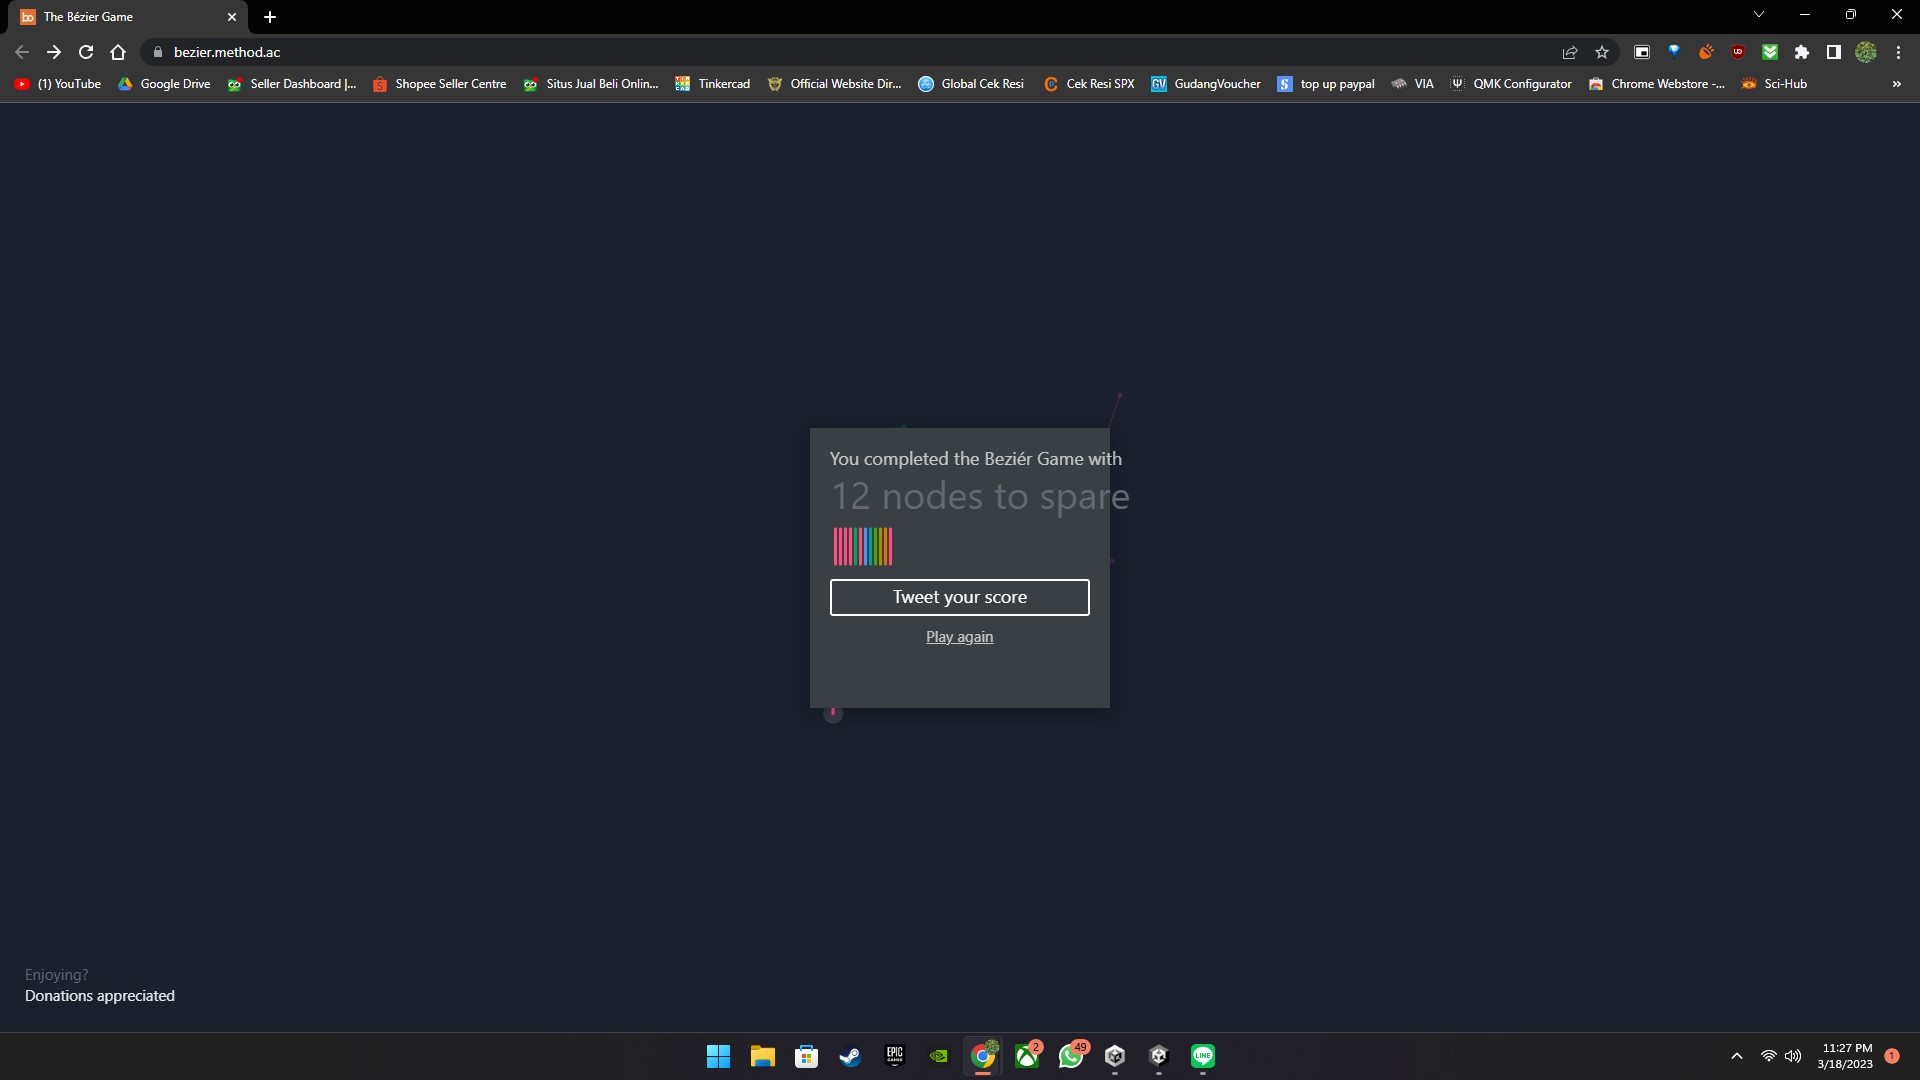 The Bézier Game
bezier.method.ac
(1) YouTube
Google Drive
Seller Dashboard |...
Shopee Seller Centre
Situs Jual Beli Onlin...
Tinkercad
Official Website Dir...
Global Cek Resi
Cek Resi SPX
GudangVoucher
top up paypal
VIA
QMK Configurator
Chrome Webstore -...
Sci-Hub
You completed the Beziér Game with
12 nodes to spare
Tweet your score
Play again
Enjoying?
Donations appreciated
EPIC GAMES
2
49
LINE
11:27 PM
3/18/2023
1